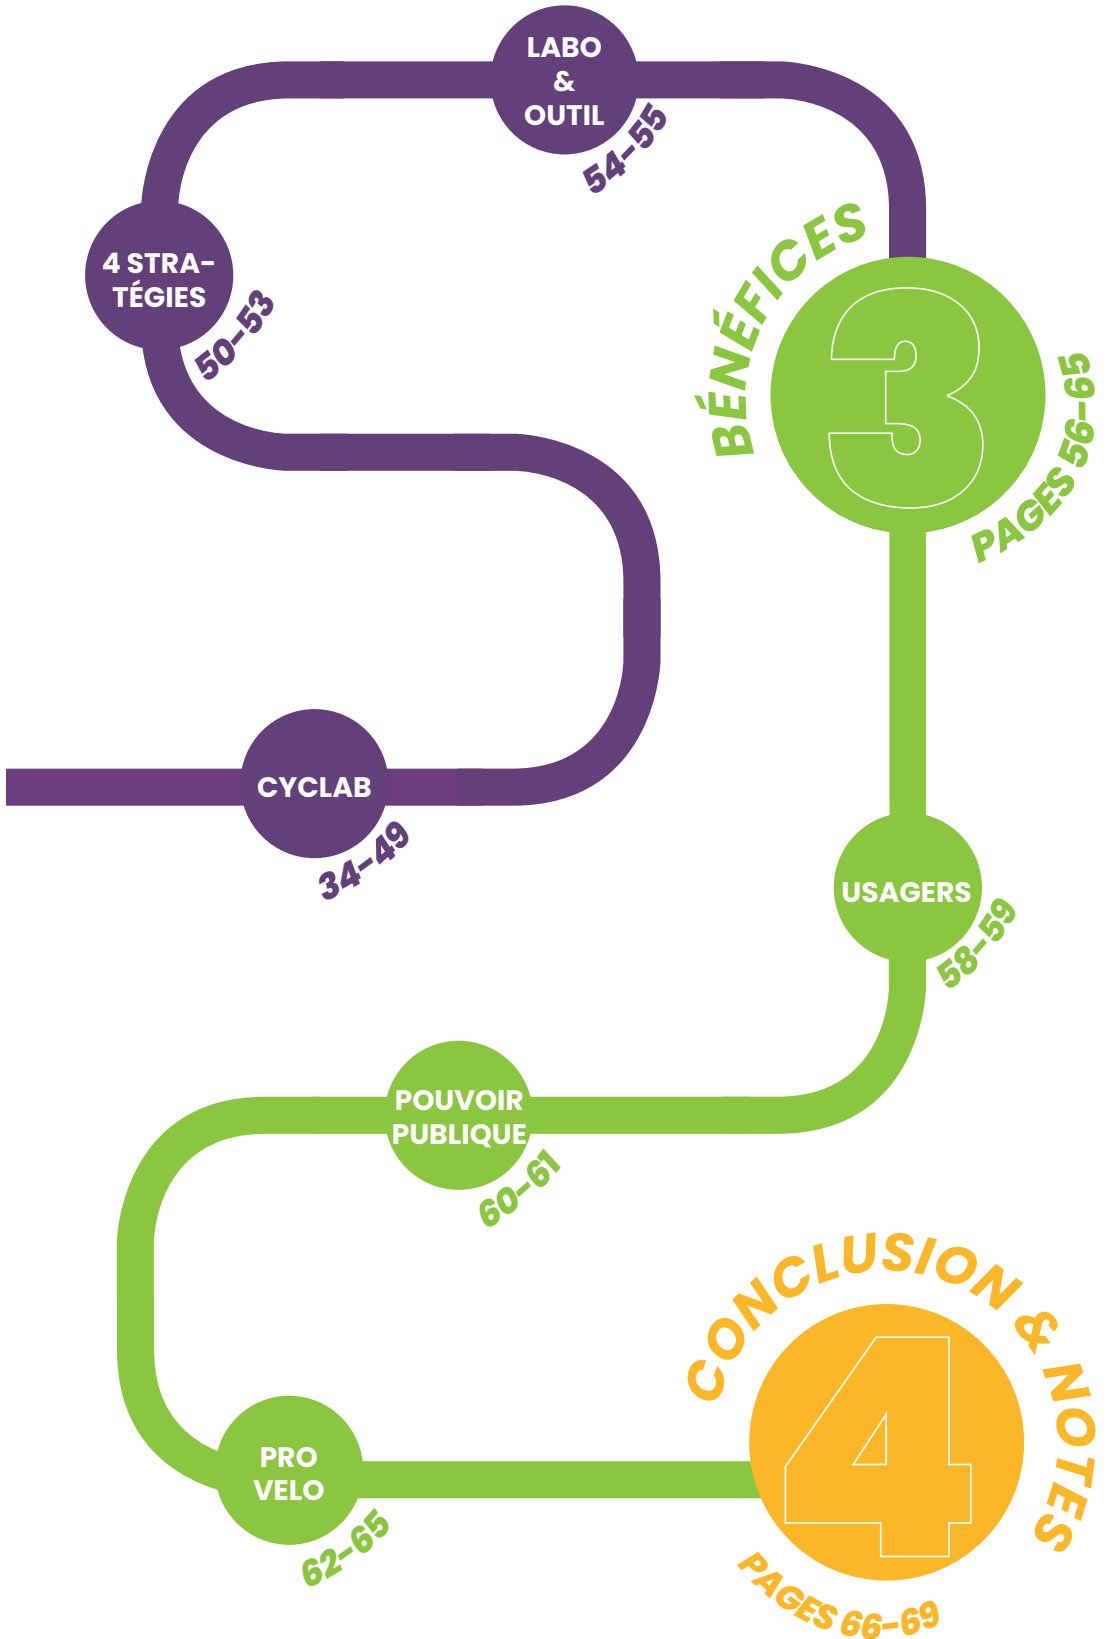 LABO
&
OUTIL
54–55
4 STRA-
TÉGIES
50–53
BÉNÉFICES
3
PAGES 56–65
CYCLAB
34–49
USAGERS
58–59
POUVOIR
PUBLIQUE
60–61
CONCLUSION & NOTES
4
PAGES 66–69
PRO
VELO
62–65